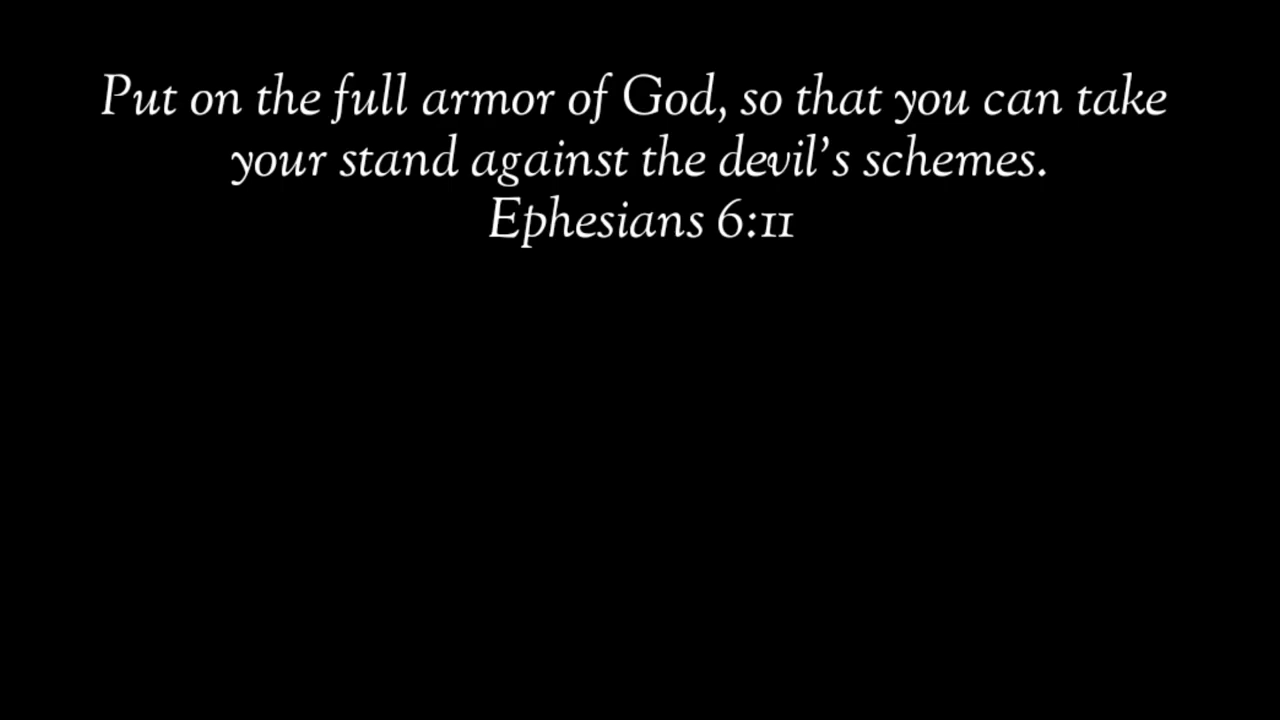 Put on the full armor of God, so that you can take
your stand against the devil’s schemes.
Ephesians 6:11